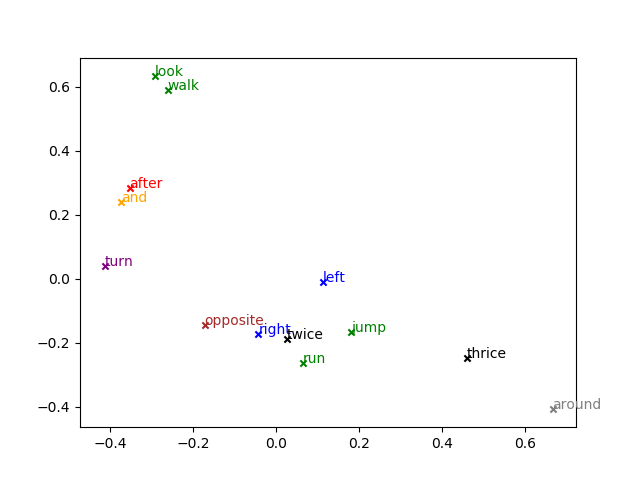 look
walk
after
and
turn
left
opposite
right
twice
jump
run
thrice
around
0.6
0.4
0.2
0.0
−0.2
−0.4
−0.4 −0.2 0.0 0.2 0.4 0.6